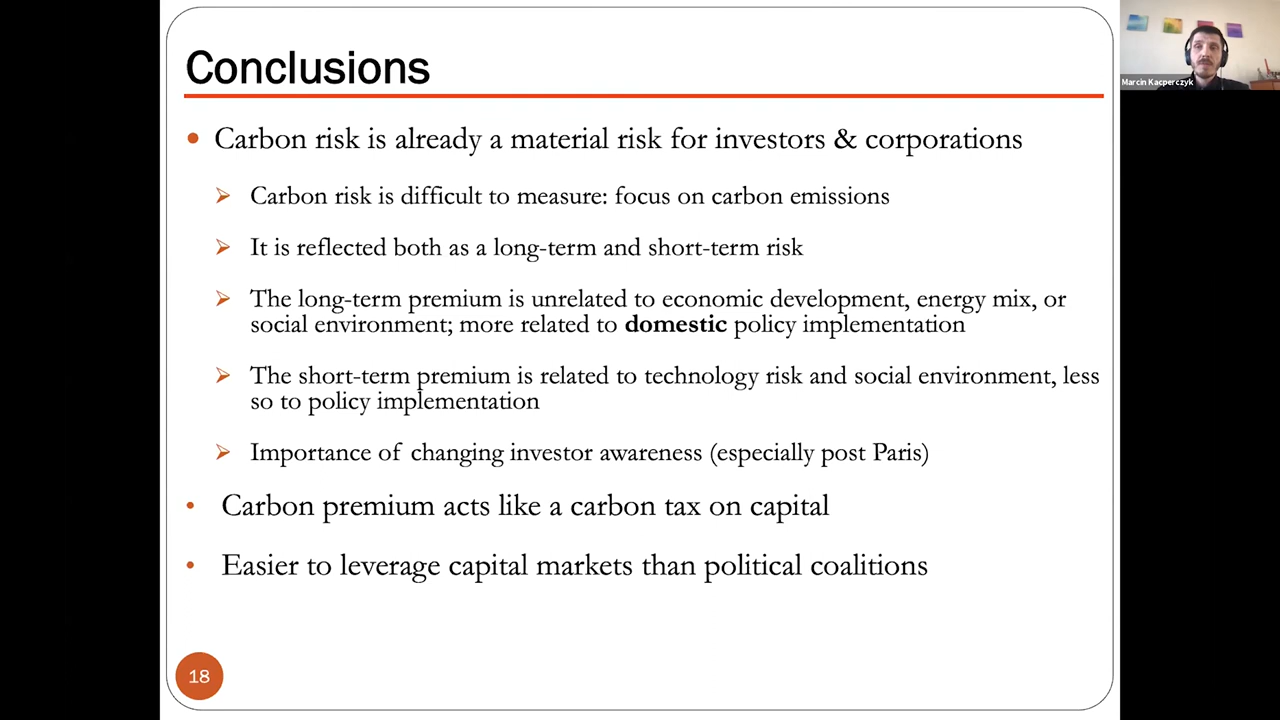 Conclusions
Marcin Kacperczyk
• Carbon risk is already a material risk for investors & corporations
➢ Carbon risk is difficult to measure: focus on carbon emissions
➢ It is reflected both as a long-term and short-term risk
➢ The long-term premium is unrelated to economic development, energy mix, or
social environment; more related to domestic policy implementation
➢ The short-term premium is related to technology risk and social environment, less
so to policy implementation
➢ Importance of changing investor awareness (especially post Paris)
• Carbon premium acts like a carbon tax on capital
• Easier to leverage capital markets than political coalitions
18